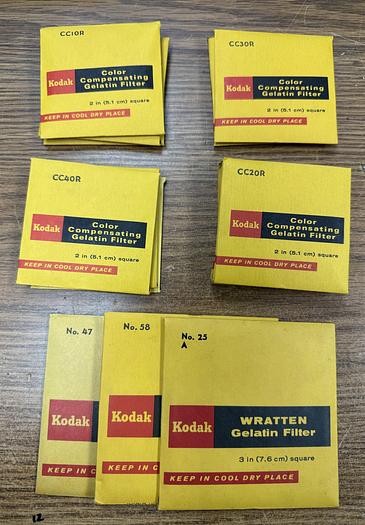 CC10R
Kodak
Color
Compensating
Gelatin Filter
2 in (5.1 cm) square
KEEP IN COOL DRY PLACE
CC30R
Kodak
Color
Compensating
Gelatin Filter
2 in (5.1 cm) square
KEEP IN COOL DRY PLACE
CC40R
Kodak
Color
Compensating
Gelatin Filter
2 in (5.1 cm) square
KEEP IN COOL DRY PLACE
CC20R
Kodak
Color
Compensating
Gelatin Filter
2 in (5.1 cm) square
KEEP IN COOL DRY PLACE
No. 47
Kodak
KEEP IN C
No. 58
Kodak
KEEP IN C
No. 25
A
Kodak
WRATTEN
Gelatin Filter
3 in (7.6 cm) square
KEEP IN COOL DRY PLACE
12